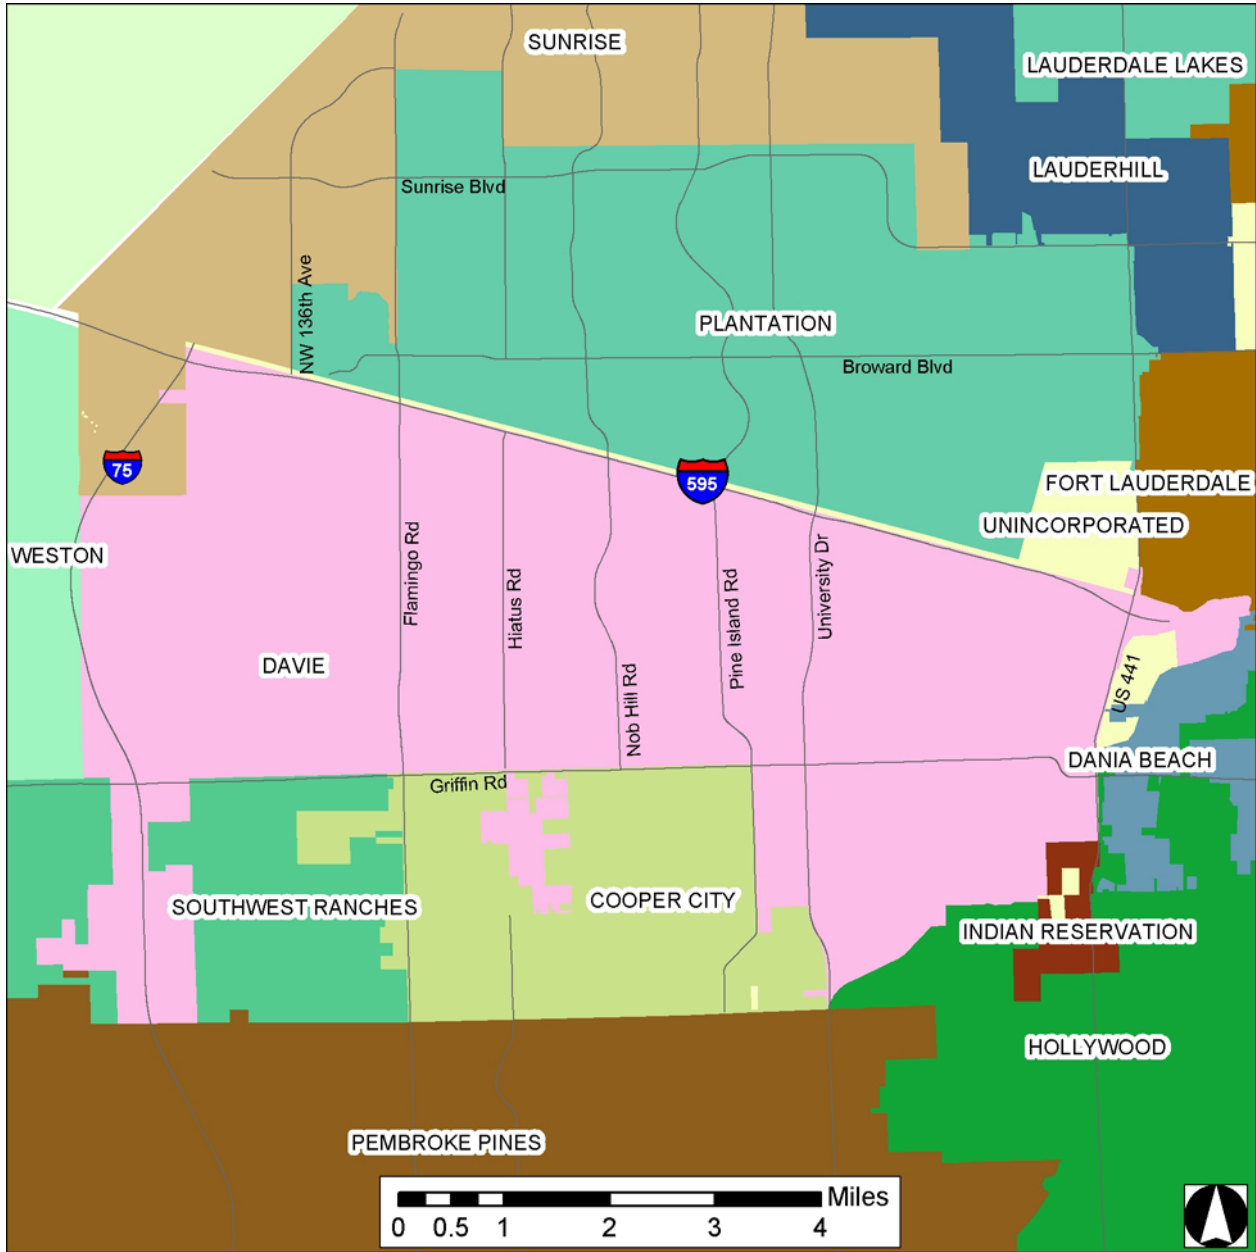 SUNRISE
LAUDERDALE LAKES
LAUDERHILL
Sunrise Blvd
NW 136th Ave
PLANTATION
Broward Blvd
75
595
FORT LAUDERDALE
UNINCORPORATED
WESTON
Flamingo Rd
Hiatus Rd
Nob Hill Rd
Pine Island Rd
University Dr
DAVIE
US 441
DANIA BEACH
Griffin Rd
SOUTHWEST RANCHES
COOPER CITY
INDIAN RESERVATION
HOLLYWOOD
PEMBROKE PINES
Miles
0 0.5 1 2 3 4